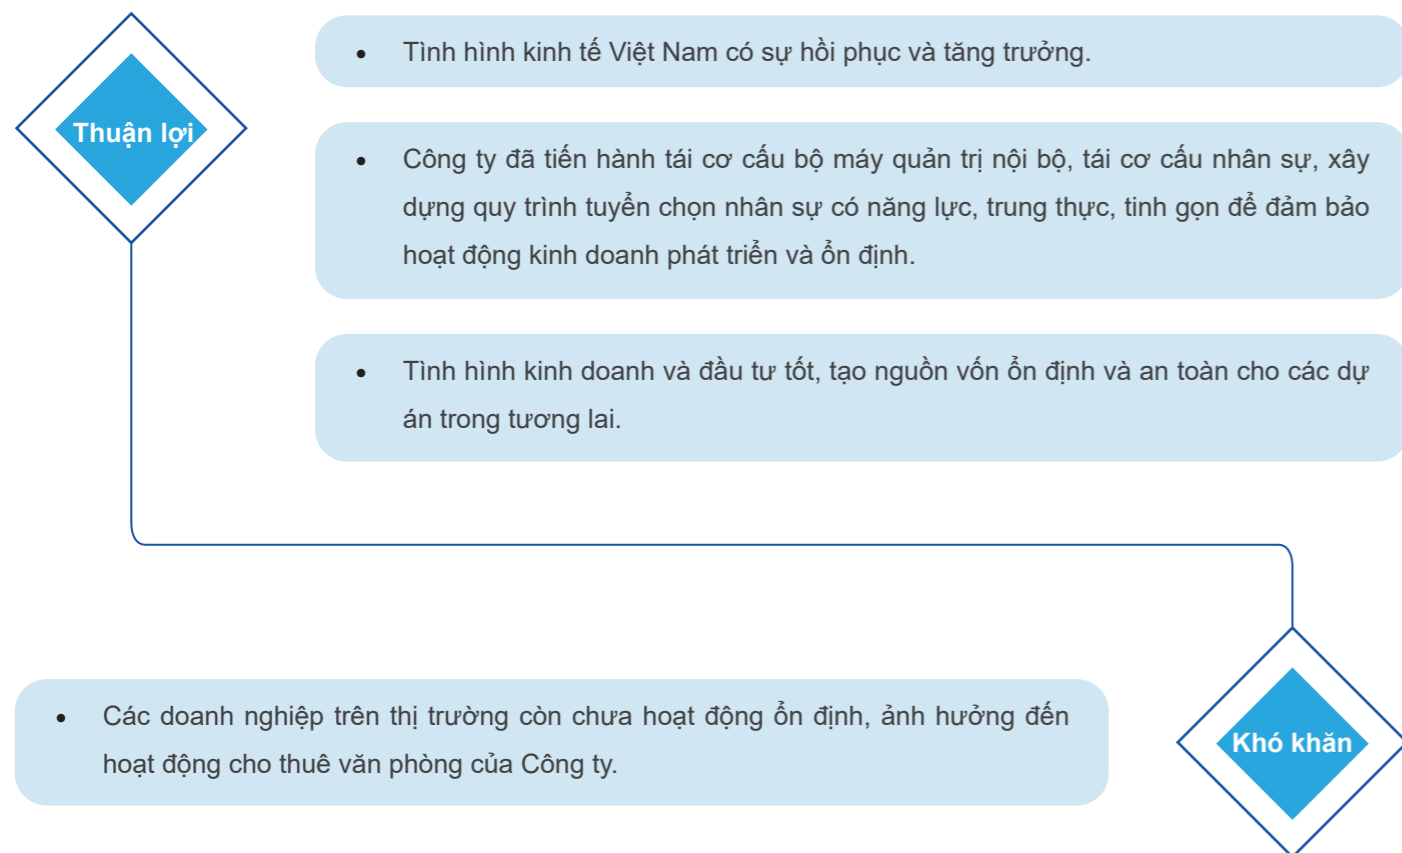 Thuận lợi
• Tình hình kinh tế Việt Nam có sự hồi phục và tăng trưởng.
• Công ty đã tiến hành tái cơ cấu bộ máy quản trị nội bộ, tái cơ cấu nhân sự, xây
dựng quy trình tuyển chọn nhân sự có năng lực, trung thực, tinh gọn để đảm bảo
hoạt động kinh doanh phát triển và ổn định.
• Tình hình kinh doanh và đầu tư tốt, tạo nguồn vốn ổn định và an toàn cho các dự
án trong tương lai.
Khó khăn
• Các doanh nghiệp trên thị trường còn chưa hoạt động ổn định, ảnh hưởng đến
hoạt động cho thuê văn phòng của Công ty.